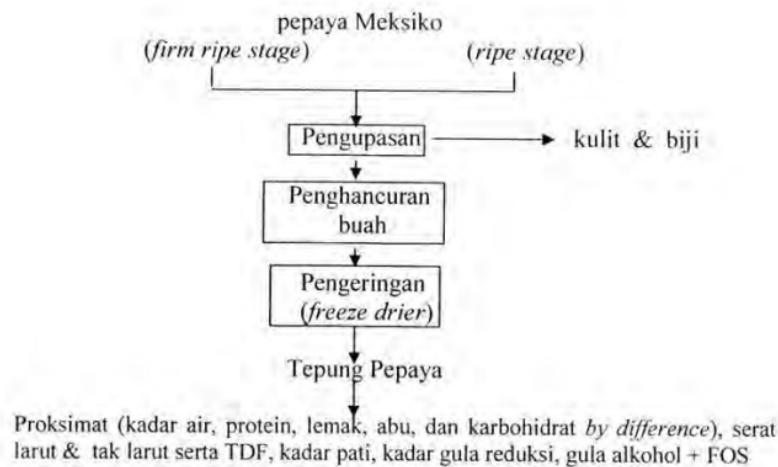 pepaya Meksiko
(firm ripe stage) (ripe stage)
Pengupasan kulit & biji
Penghancuran
buah
Pengeringan
(freeze drier)
Tepung Pepaya
Proksimat (kadar air, protein, lemak, abu, dan karbohidrat by difference), serat
larut & tak larut serta TDF, kadar pati, kadar gula reduksi, gula alkohol + FOS